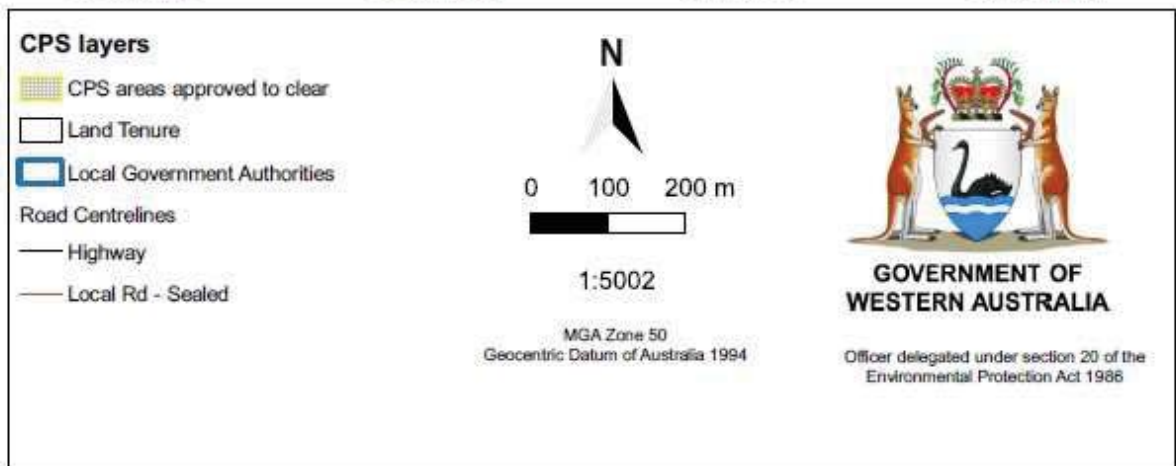 CPS layers
CPS areas approved to clear
Land Tenure
Local Government Authorities
Road Centrelines
Highway
Local Rd - Sealed
N
0 100 200 m
1:5002
MGA Zone 50
Geocentric Datum of Australia 1994
GOVERNMENT OF
WESTERN AUSTRALIA
Officer delegated under section 20 of the
Environmental Protection Act 1986